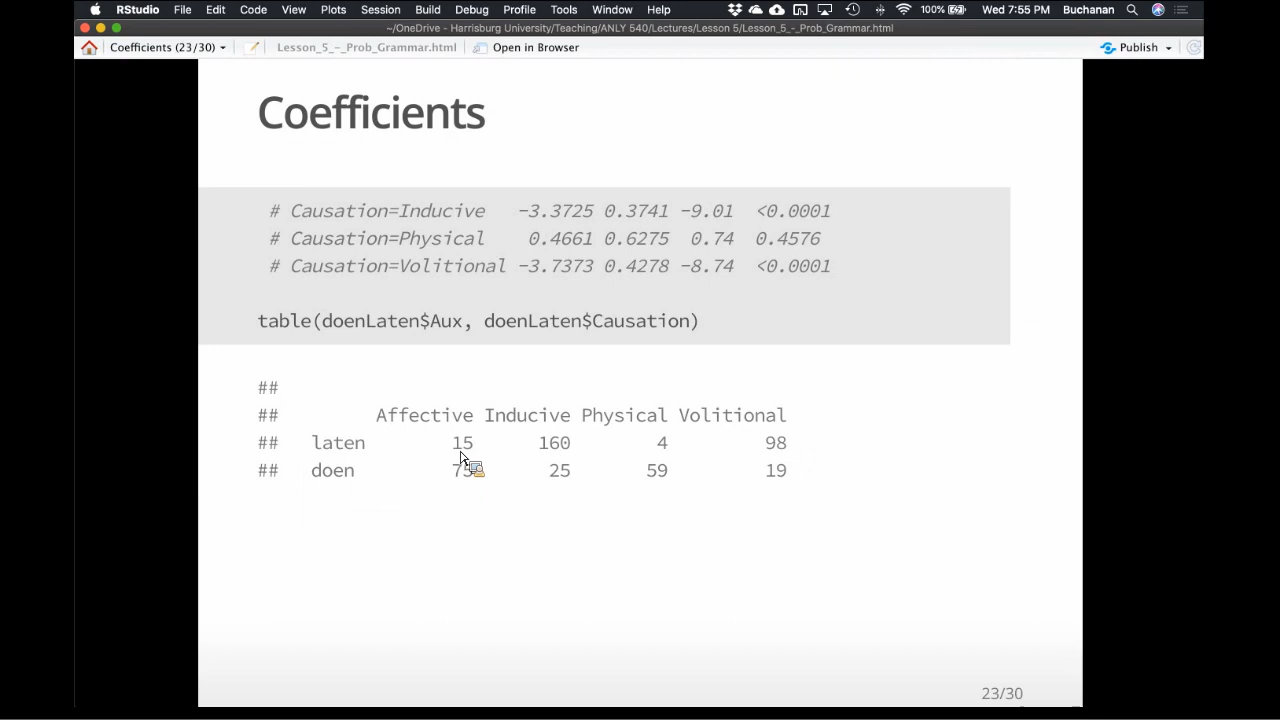 RStudio File Edit Code View Plots Session Build Debug Profile Tools Window Help 100% Wed 7:55 PM Buchanan
~/OneDrive - Harrisburg University/Teaching/ANLY 540/Lectures/Lesson 5/Lesson_5_-_Prob_Grammar.html
Coefficients (23/30) Lesson_5_-_Prob_Grammar.html Open in Browser Publish
Coefficients
# Causation=Inducive -3.3725 0.3741 -9.01 <0.0001
# Causation=Physical 0.4661 0.6275 0.74 0.4576
# Causation=Volitional -3.7373 0.4278 -8.74 <0.0001
table(doenLaten$Aux, doenLaten$Causation)
##
## Affective Inducive Physical Volitional
## laten 15 160 4 98
## doen 25 59 19
23/30